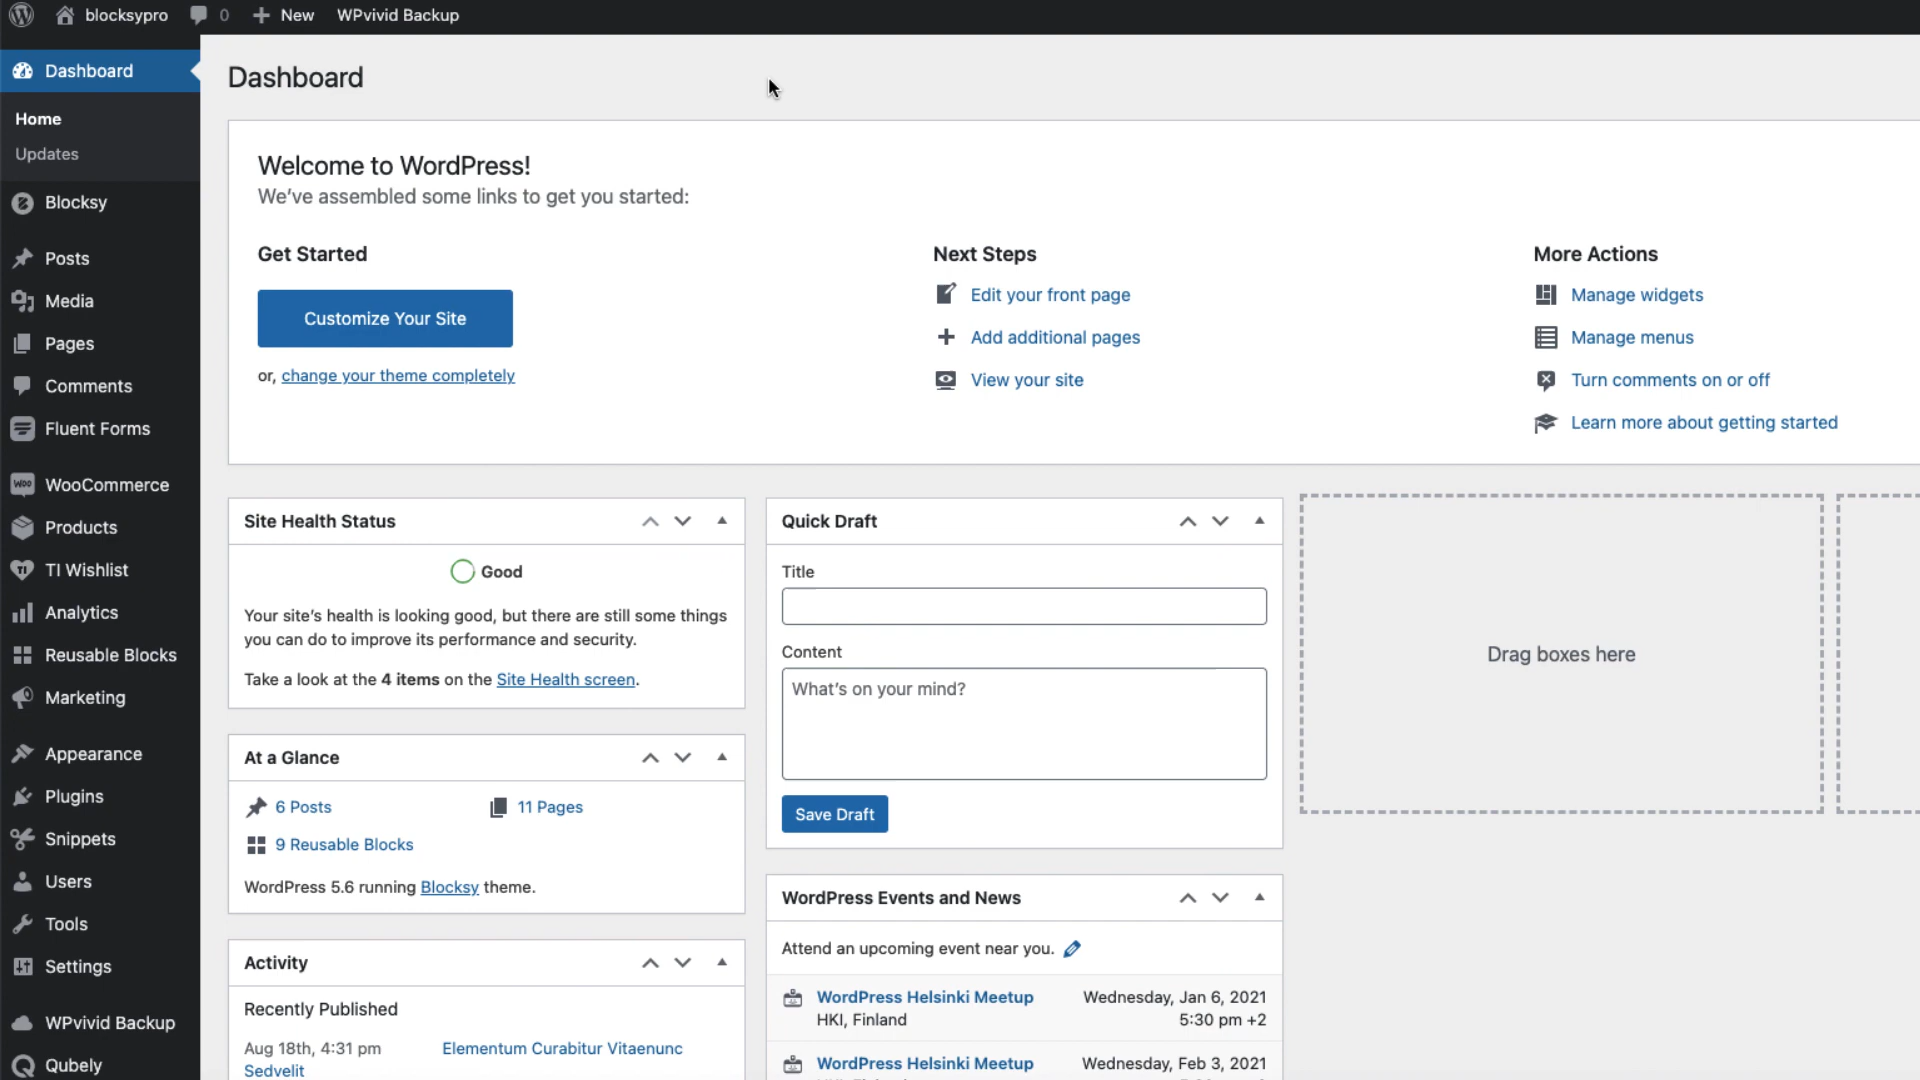 blocksypro
0
New
WPvivid Backup
Dashboard
Home
Updates
Blocksy
Posts
Media
Pages
Comments
Fluent Forms
WooCommerce
Products
TI Wishlist
Analytics
Reusable Blocks
Marketing
Appearance
Plugins
Snippets
Users
Tools
Settings
WPvivid Backup
Qubely
Dashboard
Welcome to WordPress!
We've assembled some links to get you started:
Get Started
Customize Your Site
or, change your theme completely
Next Steps
Edit your front page
Add additional pages
View your site
More Actions
Manage widgets
Manage menus
Turn comments on or off
Learn more about getting started
Site Health Status
Good
Your site's health is looking good, but there are still some things
you can do to improve its performance and security.
Take a look at the 4 items on the Site Health screen.
At a Glance
6 Posts
11 Pages
9 Reusable Blocks
WordPress 5.6 running Blocksy theme.
Activity
Recently Published
Aug 18th, 4:31 pm
Elementum Curabitur Vitaenunc
Sedvelit
Quick Draft
Title
Content
What's on your mind?
Save Draft
WordPress Events and News
Attend an upcoming event near you.
WordPress Helsinki Meetup
Wednesday, Jan 6, 2021
HKI, Finland
5:30 pm +2
WordPress Helsinki Meetup
Wednesday, Feb 3, 2021
Drag boxes here